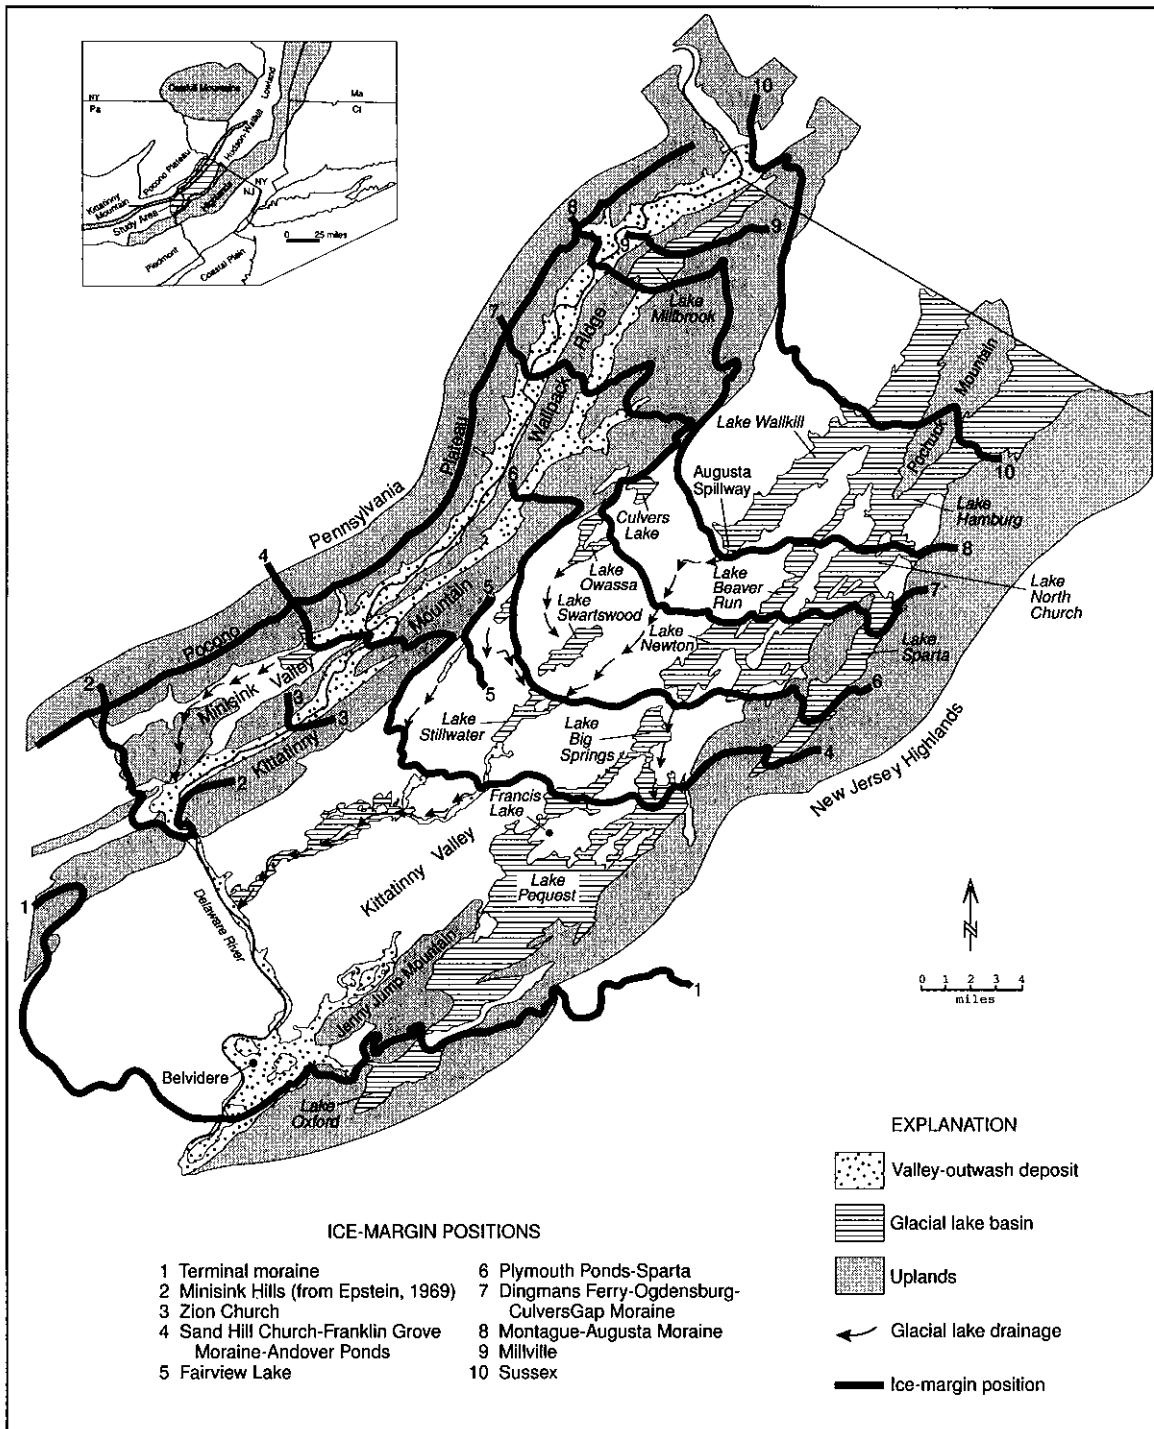 Catskill Mountains
Lowland
NY
Pa
Ma
Ct
Hudson-Wallkill
Pocono Plateau
Kittatinny
Mountain
Study Area
Highlands
NY
NJ
0 25 miles
Piedmont
Coastal Plain
10
8
9
9
Lake
Millbrook
7
Ridge
Wallpack
Mountain
Pochuck
Lake Wallkill
10
Plateau
6
Augusta
Spillway
Pennsylvania
Culvers
Lake
Lake
Hamburg
8
4
Lake
Owassa
Lake
Beaver
Run
Lake
North
Church
7
5
Lake
Swartswood
Mountain
Lake
Newton
Lake
Sparta
Pocono
2
Minisink Valley
3
3
5
6
Lake
Stillwater
Lake
Big
Springs
4
Kittatinny
2
New Jersey Highlands
Francis
Lake
Kittatinny Valley
Lake
Pequest
1
Delaware River
Jenny Jump Mountain
N
0 1 2 3 4
miles
1
Belvidere
Lake
Oxford
EXPLANATION
Valley-outwash deposit
Glacial lake basin
Uplands
Glacial lake drainage
Ice-margin position
ICE-MARGIN POSITIONS
1 Terminal moraine
2 Minisink Hills (from Epstein, 1969)
3 Zion Church
4 Sand Hill Church-Franklin Grove
Moraine-Andover Ponds
5 Fairview Lake
6 Plymouth Ponds-Sparta
7 Dingmans Ferry-Ogdensburg-
CulversGap Moraine
8 Montague-Augusta Moraine
9 Millville
10 Sussex